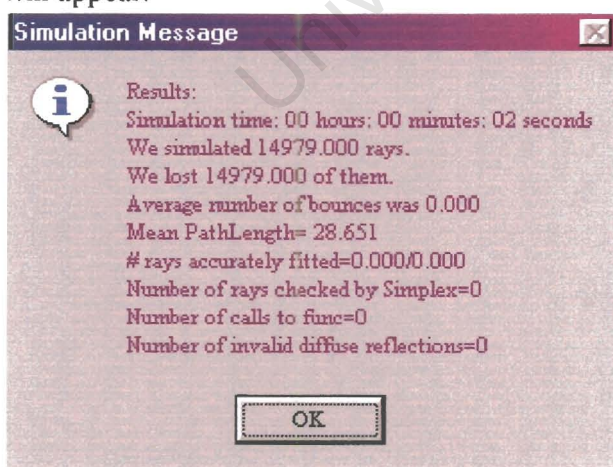 will appear:
Simulation Message
Results:
Simulation time: 00 hours: 00 minutes: 02 seconds
We simulated 14979.000 rays.
We lost 14979.000 of them.
Average number of bounces was 0.000
Mean PathLength= 28.651
# rays accurately fitted=0.000/0.000
Number of rays checked by Simplex=0
Number of calls to func=0
Number of invalid diffuse reflections=0
OK